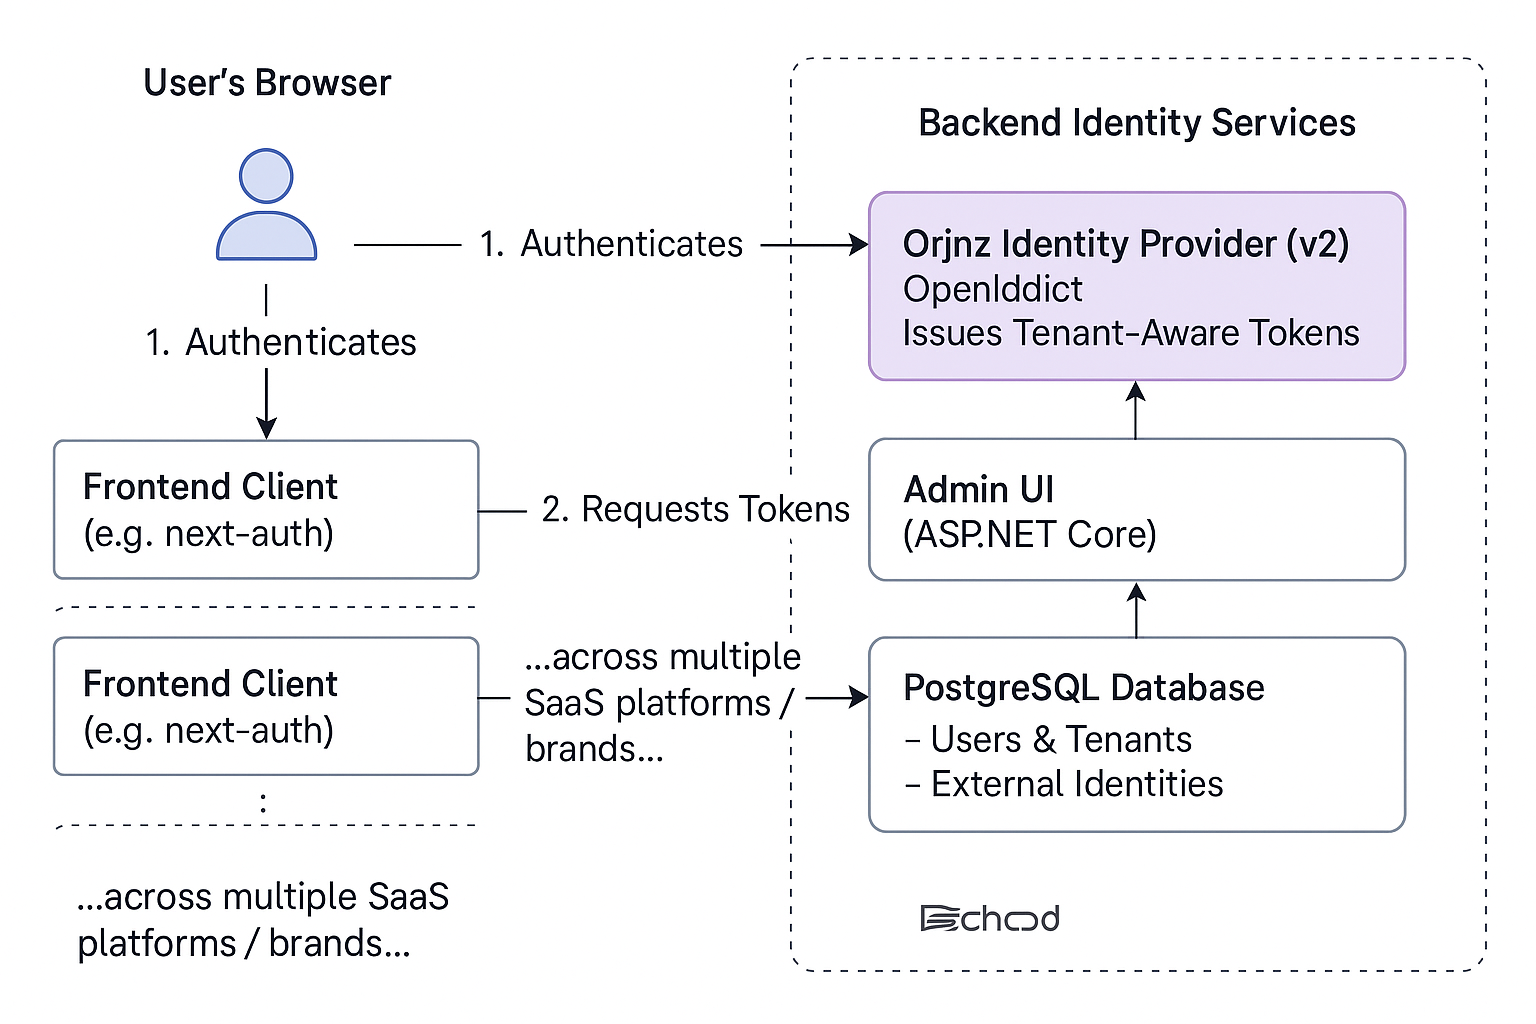 User's Browser
Backend Identity Services
1. Authenticates
Orjnz Identity Provider (v2)
OpenIddict
Issues Tenant-Aware Tokens
1. Authenticates
Frontend Client
(e.g. next-auth)
2. Requests Tokens
Admin UI
(ASP.NET Core)
Frontend Client
(e.g. next-auth)
:
...across multiple
SaaS platforms /
brands...
PostgreSQL Database
– Users & Tenants
– External Identities
...across multiple SaaS
platforms / brands...